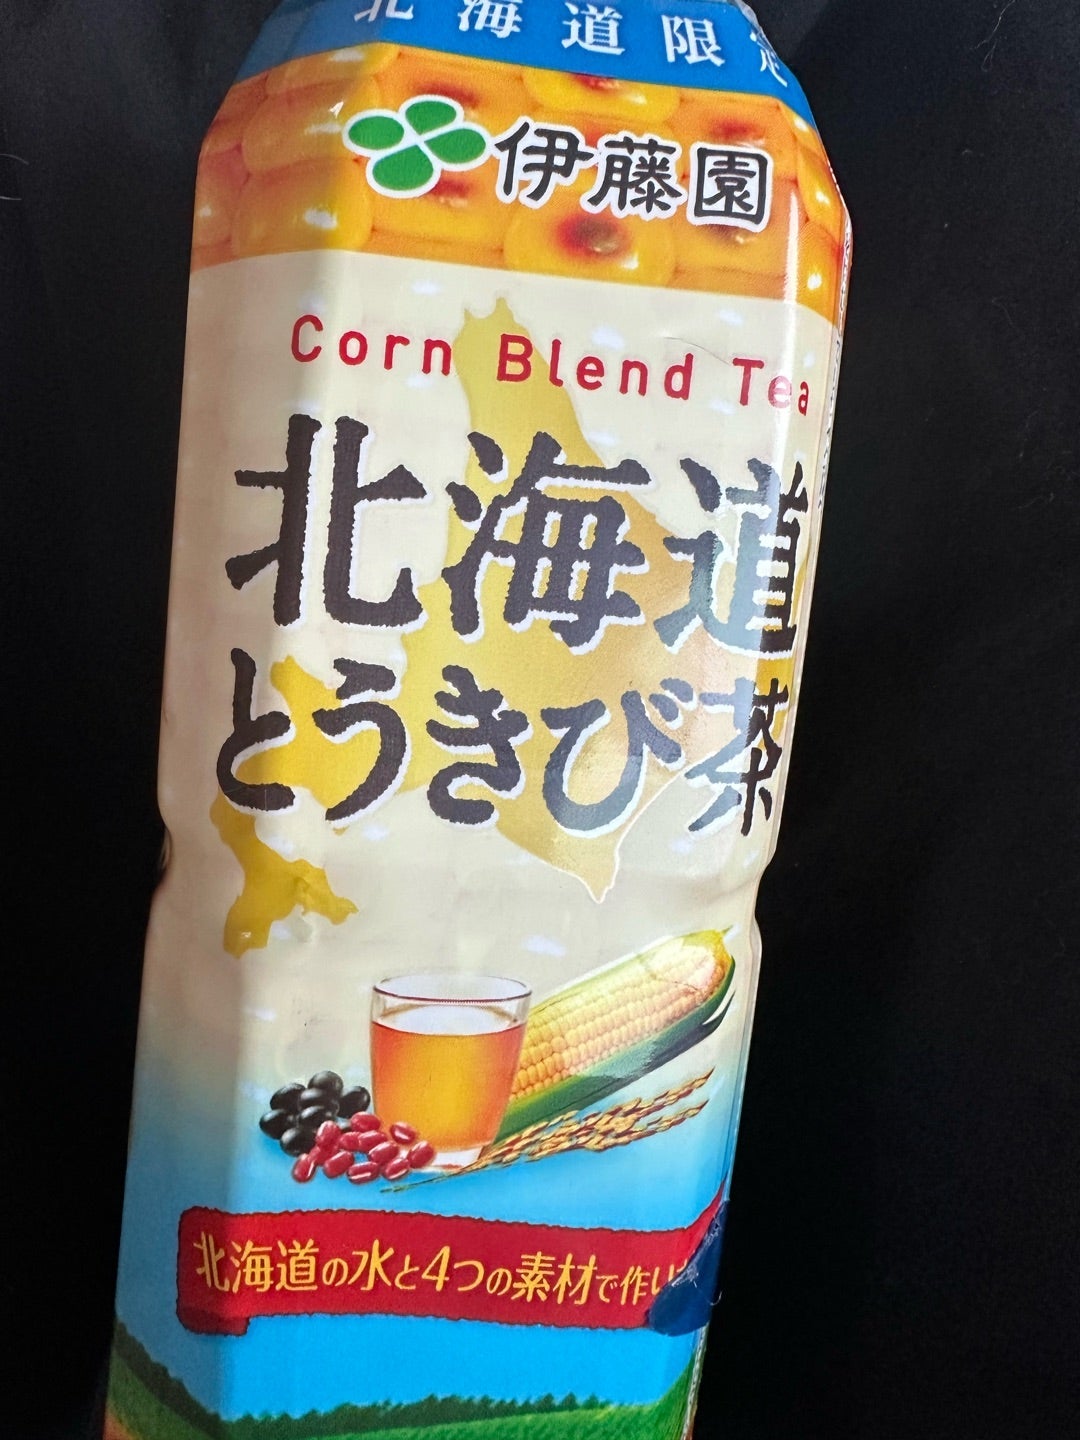 北海道限定
伊藤園
Corn Blend Tea
北海道
とうきび茶
北海道の水と4つの素材で作い